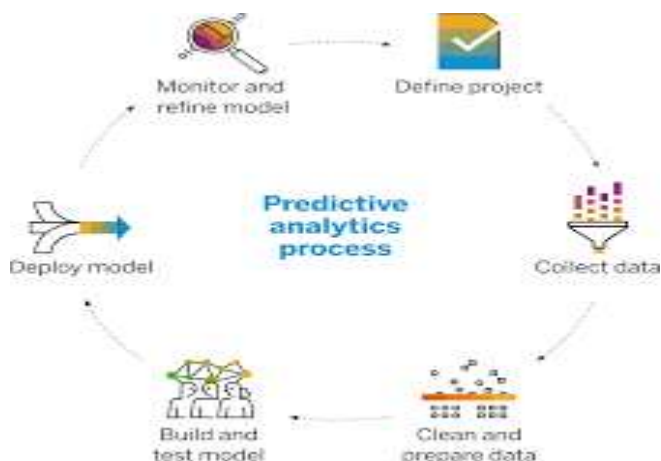 Monitor and
refine model
Define project
Predictive
analytics
process
Deploy model
Collect data
Build and
test model
Clean and
prepare data